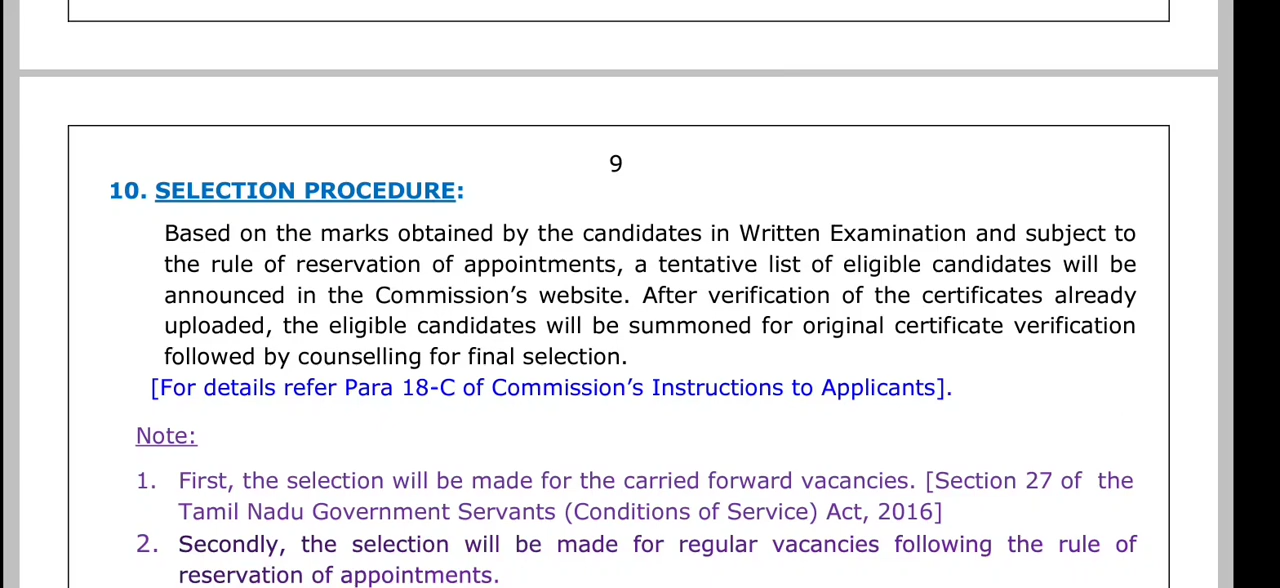 9
10. SELECTION PROCEDURE:
Based on the marks obtained by the candidates in Written Examination and subject to
the rule of reservation of appointments, a tentative list of eligible candidates will be
announced in the Commission’s website. After verification of the certificates already
uploaded, the eligible candidates will be summoned for original certificate verification
followed by counselling for final selection.
[For details refer Para 18-C of Commission’s Instructions to Applicants].
Note:
1. First, the selection will be made for the carried forward vacancies. [Section 27 of the
Tamil Nadu Government Servants (Conditions of Service) Act, 2016]
2. Secondly, the selection will be made for regular vacancies following the rule of
reservation of appointments.